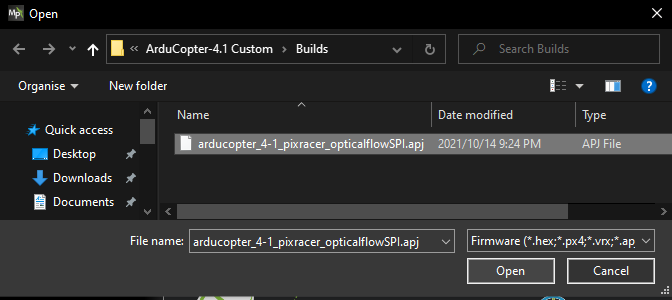 Mp Open
« ArduCopter-4.1 Custom › Builds
Search Builds
Organise
New folder
Name
Date modified
Type
Quick access
Desktop
Downloads
Documents
arducopter_4-1_pixracer_opticalflowSPI.apj
2021/10/14 9:24 PM
APJ File
File name:
arducopter_4-1_pixracer_opticalflowSPI.apj
Firmware (*.hex;*.px4;*.vrx;*.ap
Open
Cancel